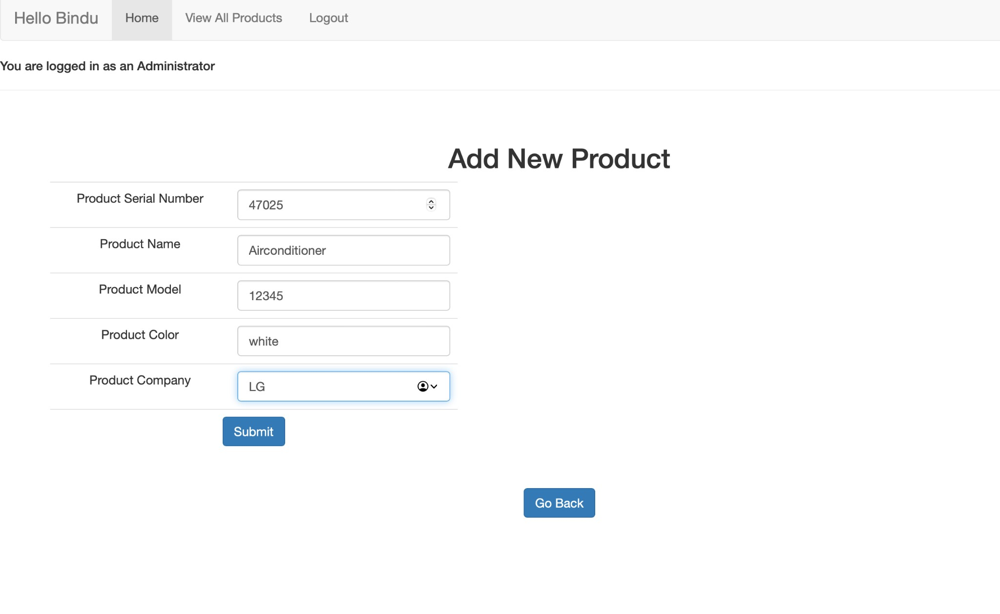 Hello Bindu Home View All Products Logout
You are logged in as an Administrator
Add New Product
Product Serial Number 47025
Product Name Airconditioner
Product Model 12345
Product Color white
Product Company LG
Submit
Go Back